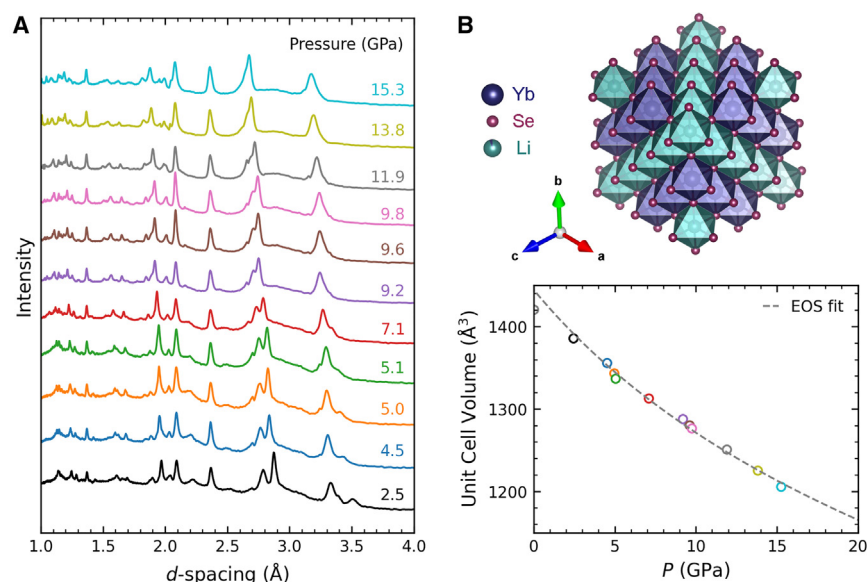 A
Pressure (GPa)
15.3
13.8
11.9
9.8
9.6
9.2
7.1
5.1
5.0
4.5
2.5
Intensity
1.0 1.5 2.0 2.5 3.0 3.5 4.0
d-spacing (Å)
B
Yb
Se
Li
b
c
a
EOS fit
1400
1300
1200
Unit Cell Volume (Å³)
0 5 10 15 20
P (GPa)